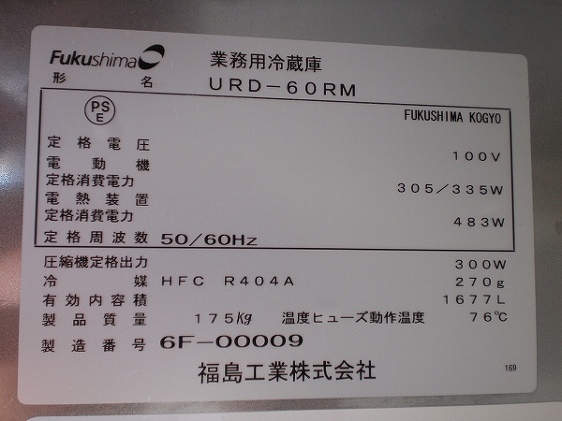 Fukushima 業務用冷蔵庫
形名 URD-60RM
PS E FUKUSHIMA KOGYO
定格電圧 100V
電動機
定格消費電力 305/335W
電熱装置
定格消費電力 483W
定格周波数 50/60Hz
圧縮機定格出力 300W
冷媒 HFC R404A 270g
有効内容積 1677L
製品質量 175kg 温度ヒューズ動作温度 76℃
製造番号 6F-00009
福島工業株式会社 169